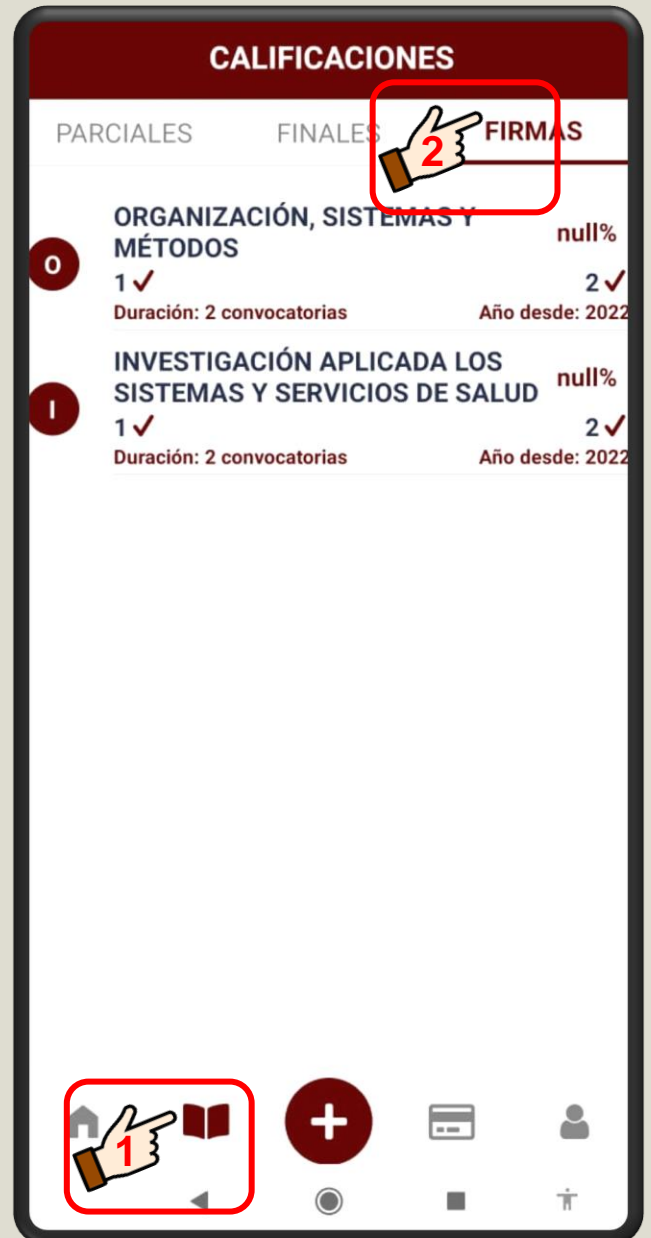 CALIFICACIONES
PARCIALES FINALES FIRMAS
2
ORGANIZACIÓN, SISTEMAS Y
MÉTODOS
null%
O
1 ✓ 2 ✓
Duración: 2 convocatorias Año desde: 2022
INVESTIGACIÓN APLICADA LOS
SISTEMAS Y SERVICIOS DE SALUD
null%
I
1 ✓ 2 ✓
Duración: 2 convocatorias Año desde: 2022
1